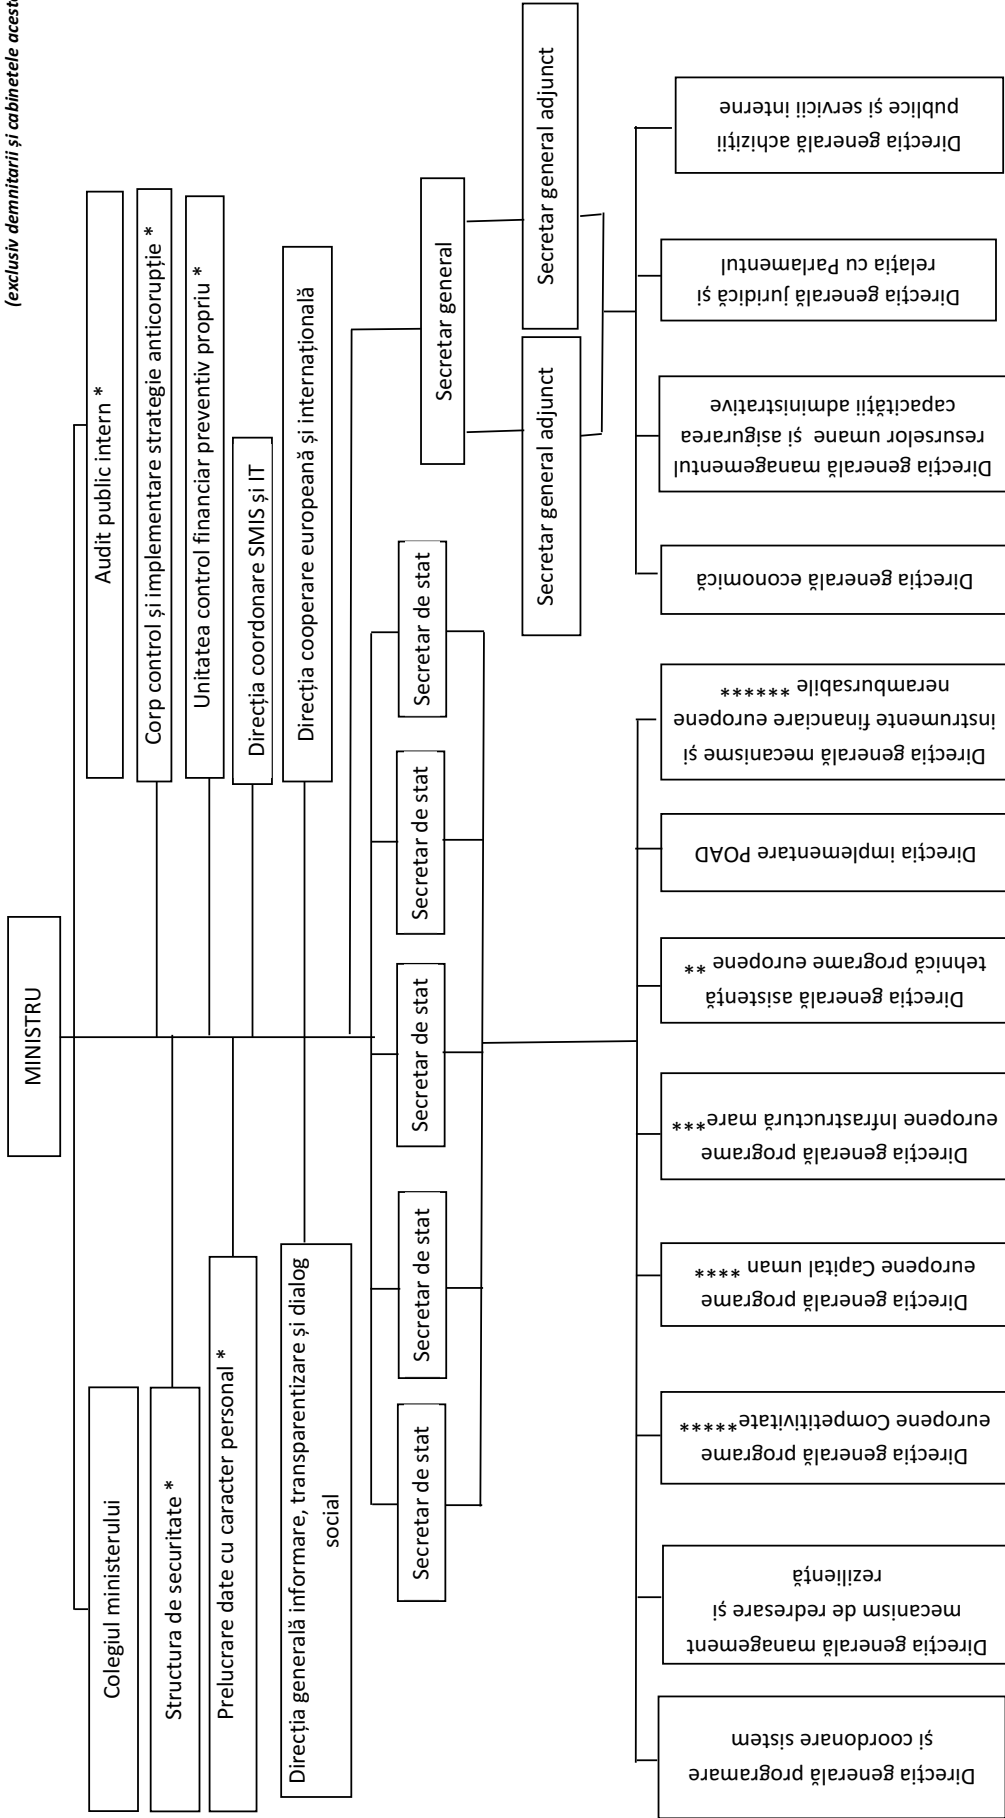 (exclusiv demnitarii și cabinetele acest
MINISTRU
Colegiul ministerului
Audit public intern *
Structura de securitate *
Corp control și implementare strategie anticorupție *
Prelucrare date cu caracter personal *
Unitatea control financiar preventiv propriu *
Direcția coordonare SMIS și IT
Direcția generală informare, transparentizare și dialog
social
Direcția cooperare europeană și internațională
Secretar de stat
Secretar de stat
Secretar de stat
Secretar de stat
Secretar de stat
Secretar general
Secretar general adjunct
Secretar general adjunct
Direcția generală programare
și coordonare sistem
Direcția generală management
mecanism de redresare și
reziliență
Direcția generală programe
europene Competitivitate*****
Direcția generală programe
europene Capital uman ****
Direcția generală programe
europene Infrastructură mare***
Direcția generală asistență
tehnică programe europene **
Direcția implementare POAD
Direcția generală mecanisme și
instrumente financiare europene
nerambursabile ******
Direcția generală economică
Direcția generală managementul
resurselor umane și asigurarea
capacității administrative
Direcția generală juridică și
relația cu Parlamentul
Direcția generală achiziții
publice și servicii interne